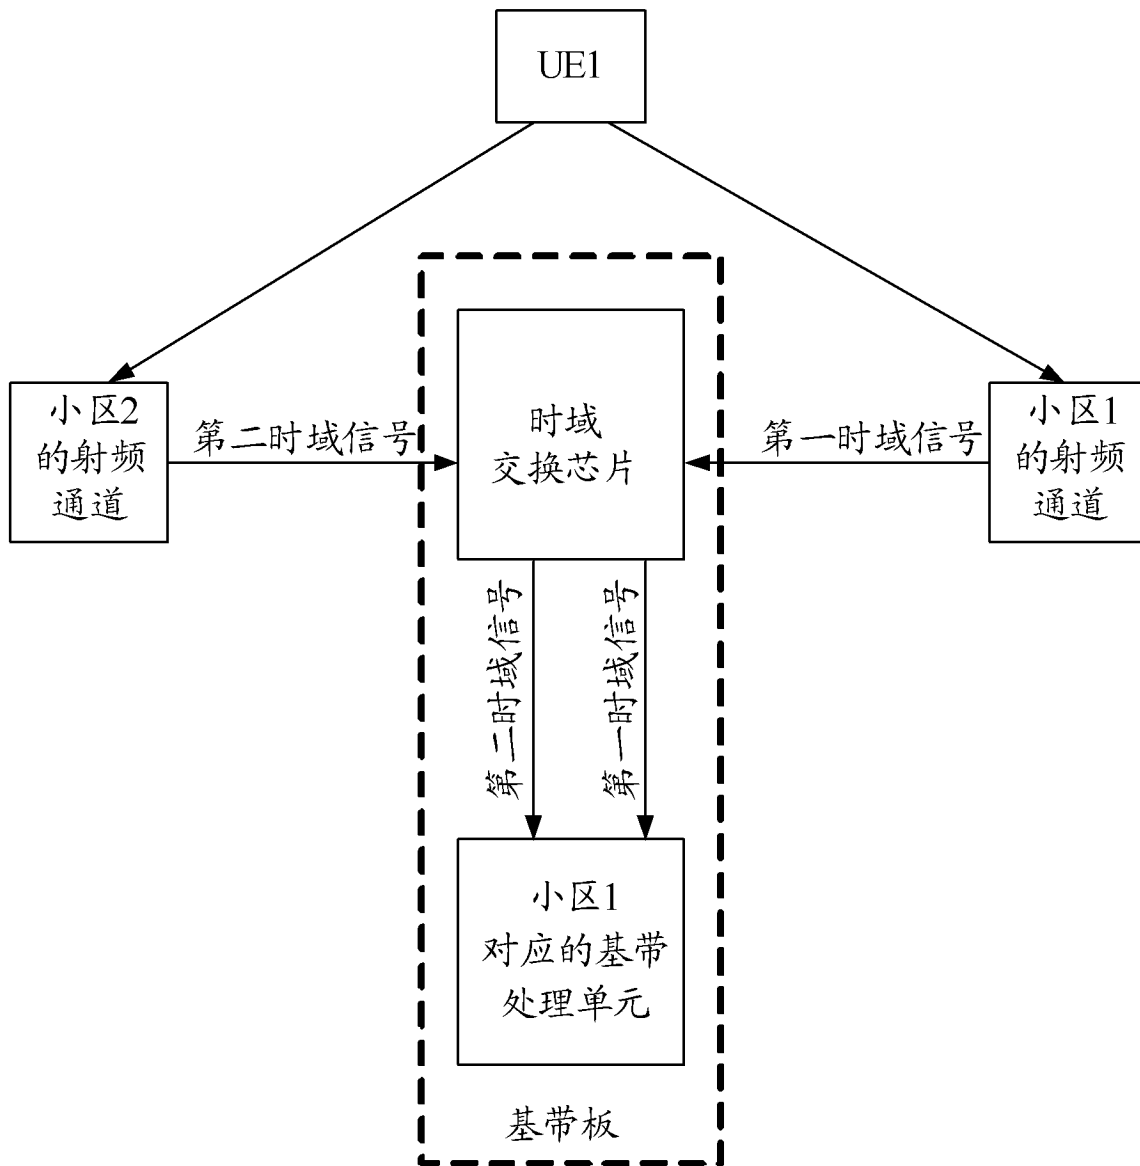 UE1
小区2
的射频
通道
第二时域信号
时域
交换芯片
第一时域信号
小区1
的射频
通道
第二时域信号
第一时域信号
小区1
对应的基带
处理单元
基带板